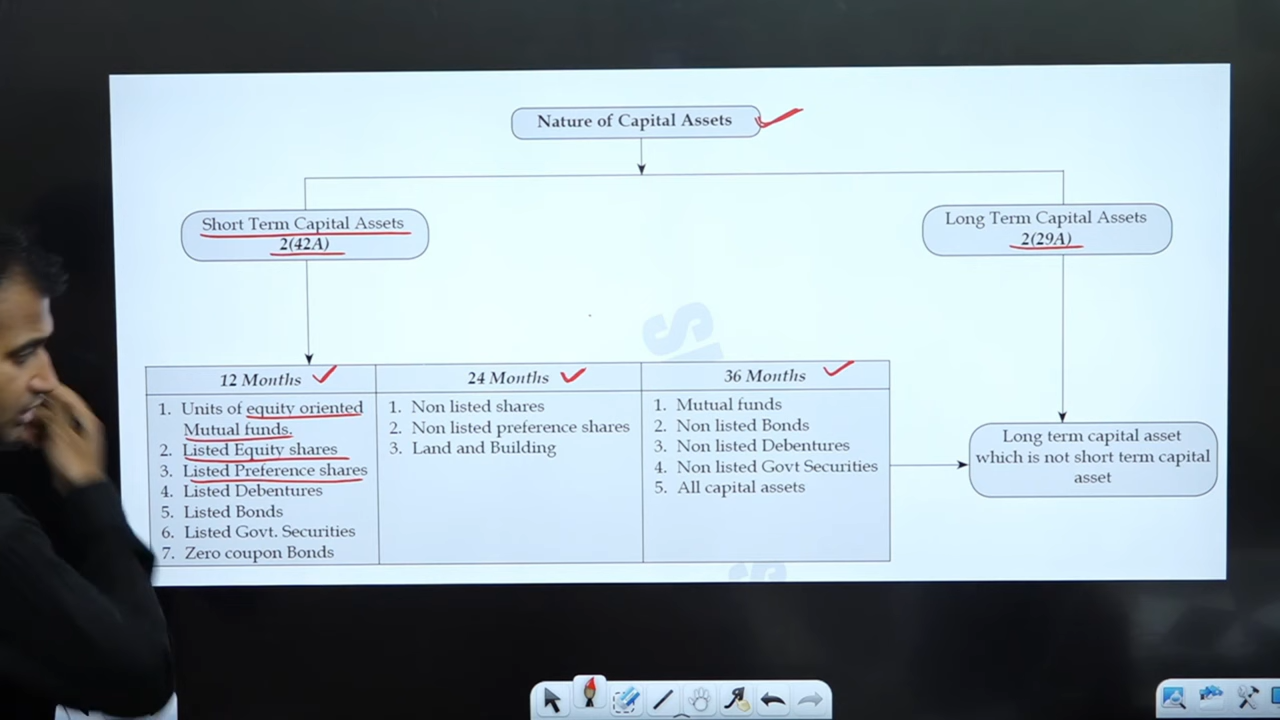 Nature of Capital Assets
Short Term Capital Assets
2(42A)
Long Term Capital Assets
2(29A)
12 Months
1. Units of equity oriented
Mutual funds.
2. Listed Equity shares
3. Listed Preference shares
4. Listed Debentures
5. Listed Bonds
6. Listed Govt. Securities
7. Zero coupon Bonds
24 Months
1. Non listed shares
2. Non listed preference shares
3. Land and Building
36 Months
1. Mutual funds
2. Non listed Bonds
3. Non listed Debentures
4. Non listed Govt Securities
5. All capital assets
Long term capital asset
which is not short term capital
asset